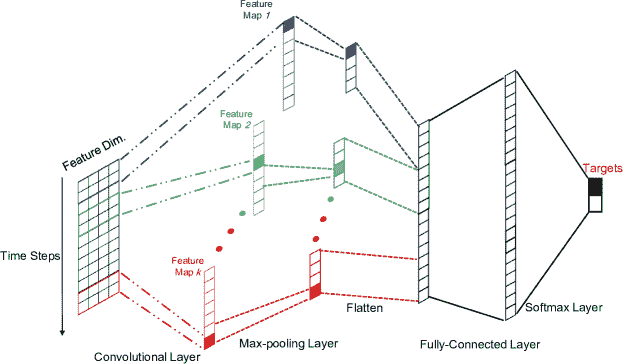 Feature
Map 1
Feature
Map 2
Feature Dim.
Targets
Time Steps
Feature
Map k
Flatten
Softmax Layer
Max-pooling Layer
Fully-Connected Layer
Convolutional Layer